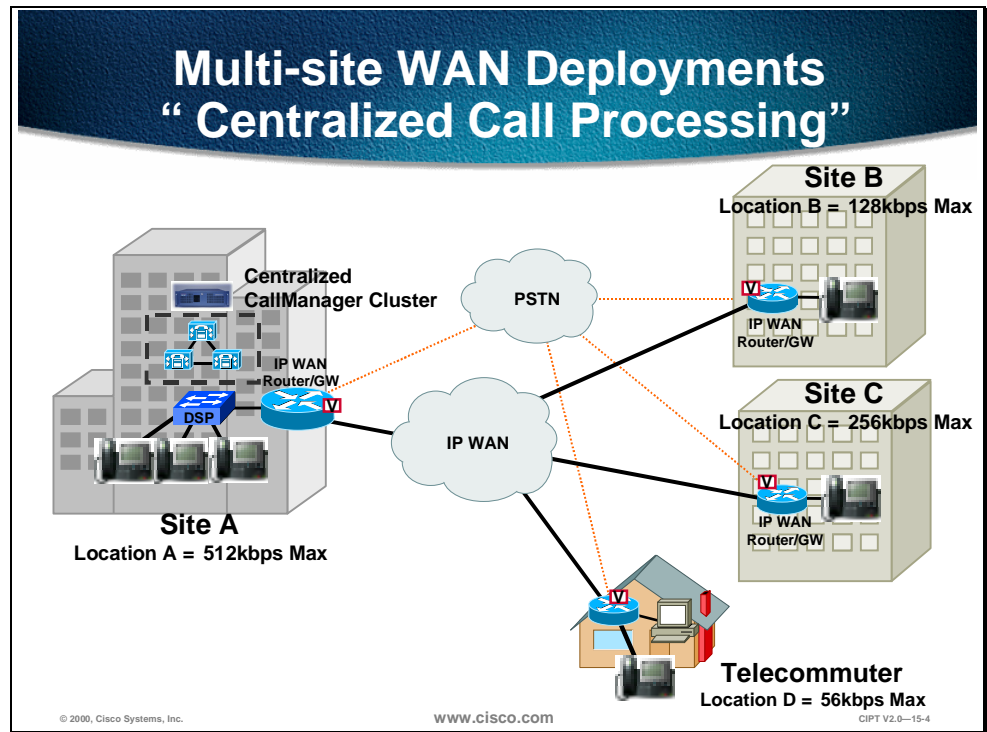 Multi-site WAN Deployments
“ Centralized Call Processing”
Site B
Location B = 128kbps Max
Centralized
CallManager Cluster
PSTN
V
IP WAN
Router/GW
IP WAN
Router/GW
V
DSP
IP WAN
Site C
Location C = 256kbps Max
V
IP WAN
Router/GW
Site A
Location A = 512kbps Max
V
Telecommuter
Location D = 56kbps Max
© 2000, Cisco Systems, Inc.
www.cisco.com
CIPT V2.0—15-4